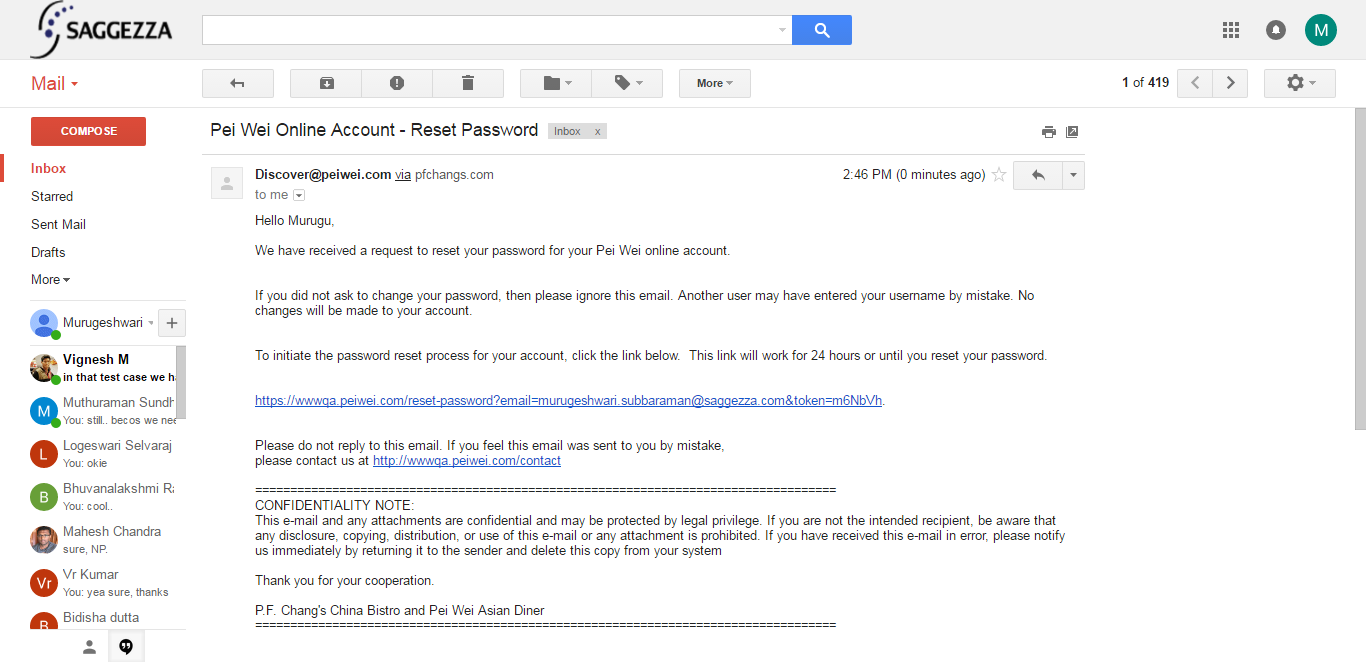 SAGGEZZA
M
Mail
More
1 of 419
COMPOSE
Inbox
Starred
Sent Mail
Drafts
More
Murugeshwari
+
Vignesh M
in that test case we ha
M
Muthuraman Sundh
You: still.. becos we nee
L
Logeswari Selvaraj
You: okie
B
Bhuvanalakshmi Ra
You: cool..
Mahesh Chandra
sure, NP.
Vr
Vr Kumar
You: yea sure, thanks
B
Bidisha dutta
Pei Wei Online Account - Reset Password
Inbox x
Discover@peiwei.com via pfchangs.com
2:46 PM (0 minutes ago)
to me
Hello Murugu,
We have received a request to reset your password for your Pei Wei online account.
If you did not ask to change your password, then please ignore this email. Another user may have entered your username by mistake. No
changes will be made to your account.
To initiate the password reset process for your account, click the link below.  This link will work for 24 hours or until you reset your password.
https://wwwqa.peiwei.com/reset-password?email=murugeshwari.subbaraman@saggezza.com&token=m6NbVh.
Please do not reply to this email. If you feel this email was sent to you by mistake,
please contact us at http://wwwqa.peiwei.com/contact
===================================================================================
CONFIDENTIALITY NOTE:
This e-mail and any attachments are confidential and may be protected by legal privilege. If you are not the intended recipient, be aware that
any disclosure, copying, distribution, or use of this e-mail or any attachment is prohibited. If you have received this e-mail in error, please notify
us immediately by returning it to the sender and delete this copy from your system
Thank you for your cooperation.
P.F. Chang's China Bistro and Pei Wei Asian Diner
===================================================================================